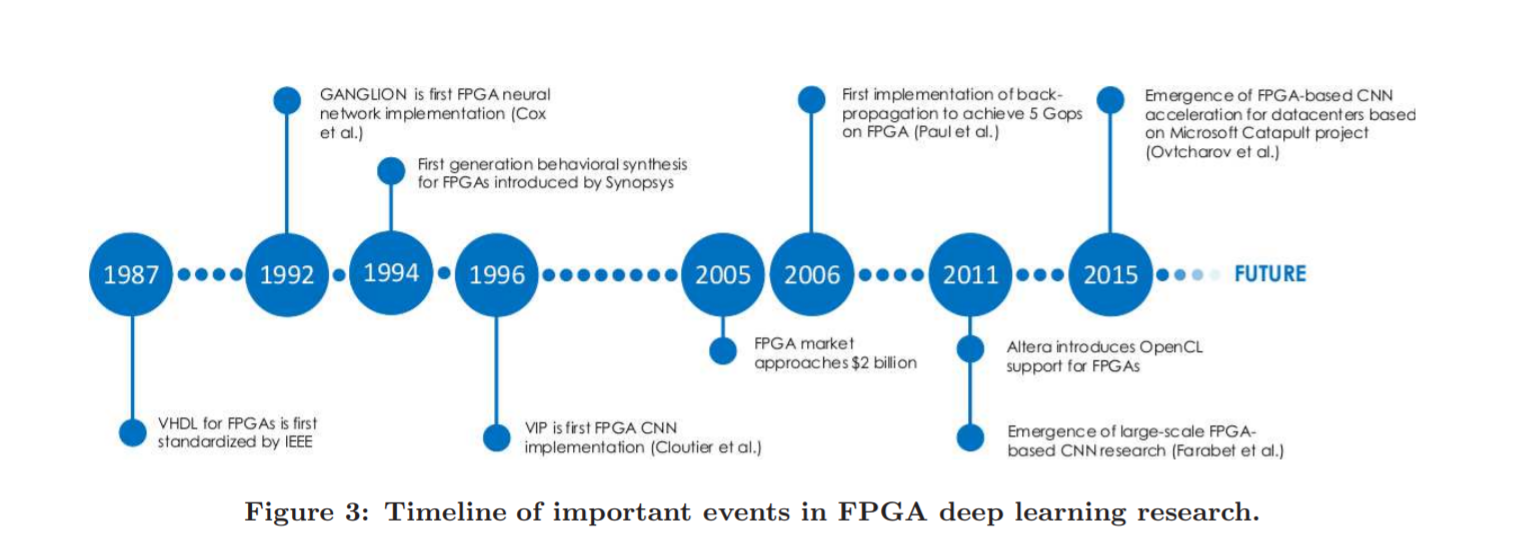 GANGLION is first FPGA neural
network implementation (Cox
et al.)
First generation behavioral synthesis
for FPGAs introduced by Synopsys
First implementation of back-
propagation to achieve 5 Gops
on FPGA (Paul et al.)
Emergence of FPGA-based CNN
acceleration for datacenters based
on Microsoft Catapult project
(Ovtcharov et al.)
1987
1992
1994
1996
2005
2006
2011
2015
FUTURE
VHDL for FPGAs is first
standardized by IEEE
VIP is first FPGA CNN
implementation (Cloutier et al.)
FPGA market
approaches $2 billion
Altera introduces OpenCL
support for FPGAs
Emergence of large-scale FPGA-
based CNN research (Farabet et al.)
Figure 3: Timeline of important events in FPGA deep learning research.